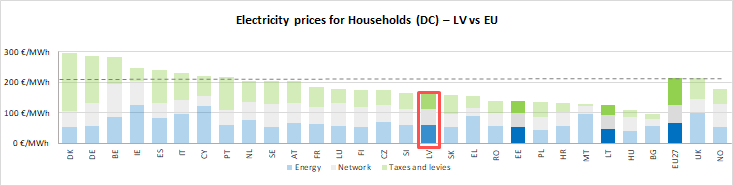 Electricity prices for Households (DC) – LV vs EU
300 €/MWh
200 €/MWh
100 €/MWh
0 €/MWh
DK DE BE IE ES IT CY PT NL SE AT FR LU FI CZ SI LV SK EL RO EE PL HR MT LT HU BG EU27 UK NO
Energy Network Taxes and levies